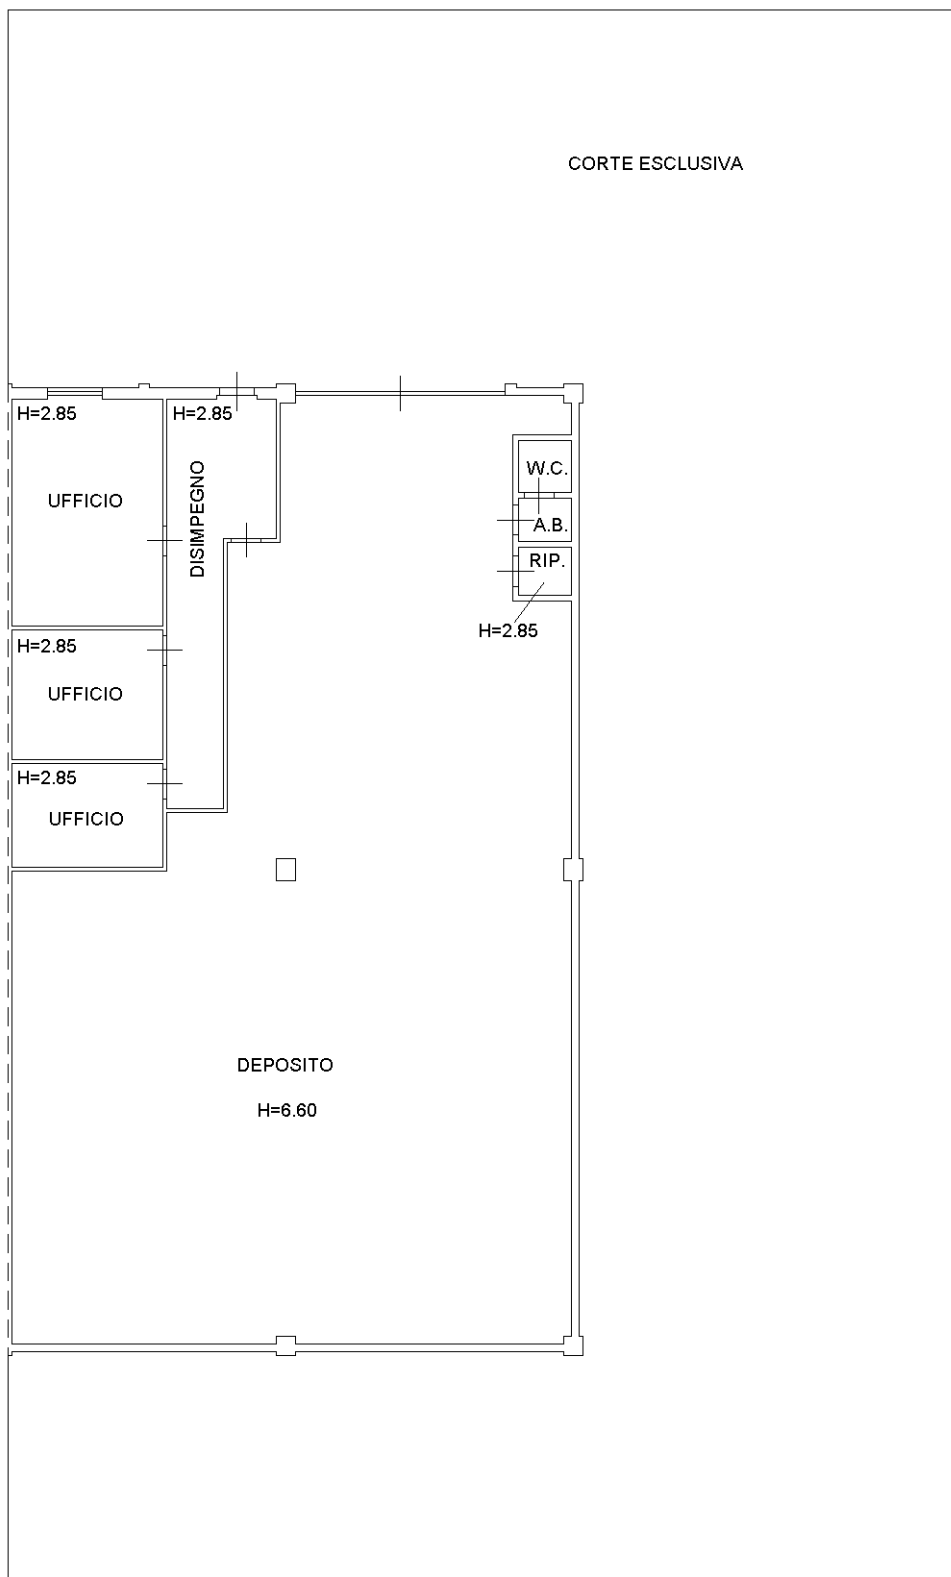 CORTE ESCLUSIVA
H=2.85
H=2.85
UFFICIO
DISIMPEGNO
W.C.
A.B.
RIP.
H=2.85
H=2.85
UFFICIO
H=2.85
UFFICIO
DEPOSITO
H=6.60